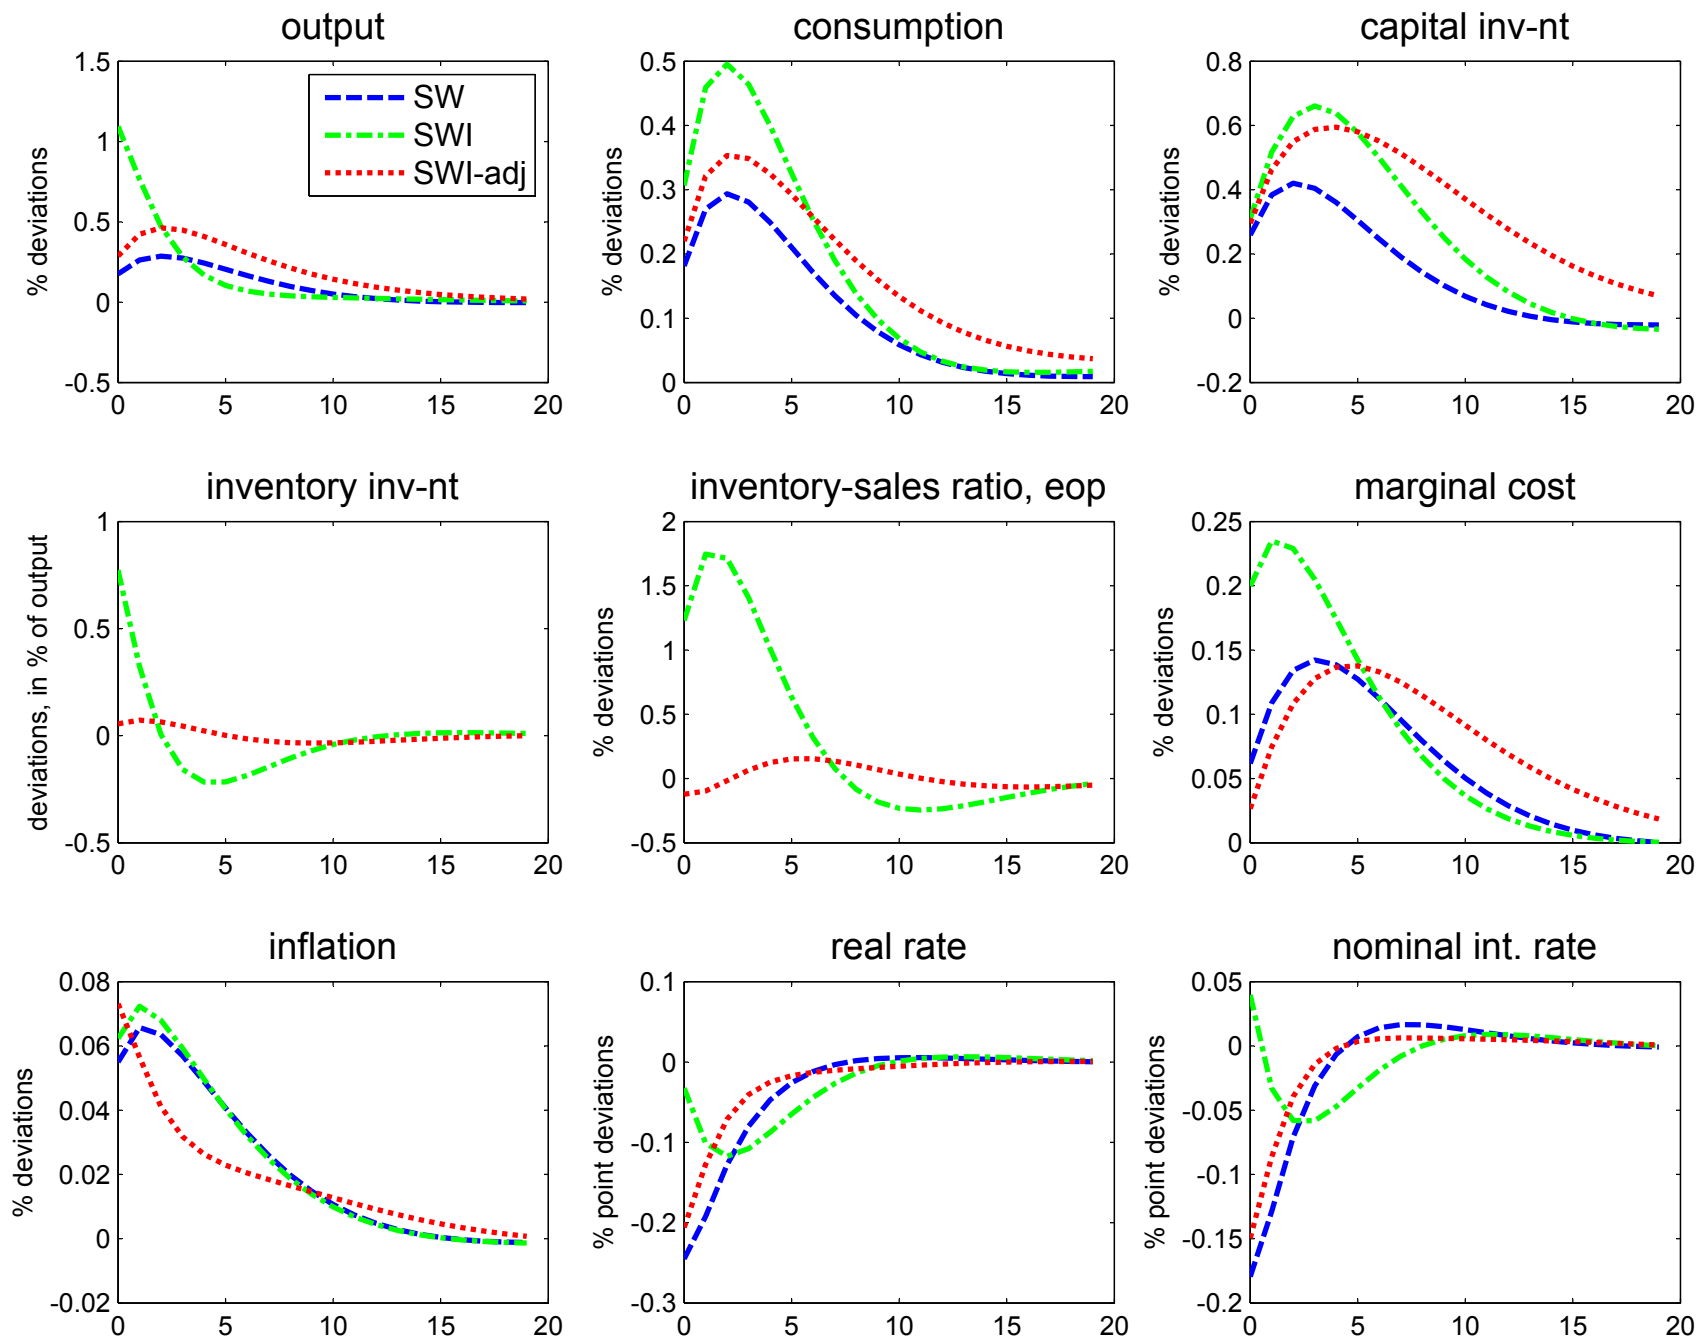 output
consumption
capital inv-nt
% deviations
1.5
1
0.5
0
-0.5
0 5 10 15 20
SW
SWI
SWI-adj
% deviations
0.5
0.4
0.3
0.2
0.1
0
0 5 10 15 20
% deviations
0.8
0.6
0.4
0.2
0
-0.2
0 5 10 15 20
inventory inv-nt
inventory-sales ratio, eop
marginal cost
deviations, in % of output
1
0.5
0
-0.5
0 5 10 15 20
% deviations
2
1.5
1
0.5
0
-0.5
0 5 10 15 20
% deviations
0.25
0.2
0.15
0.1
0.05
0
0 5 10 15 20
inflation
real rate
nominal int. rate
% deviations
0.08
0.06
0.04
0.02
0
-0.02
0 5 10 15 20
% point deviations
0.1
0
-0.1
-0.2
-0.3
0 5 10 15 20
% point deviations
0.05
0
-0.05
-0.1
-0.15
-0.2
0 5 10 15 20